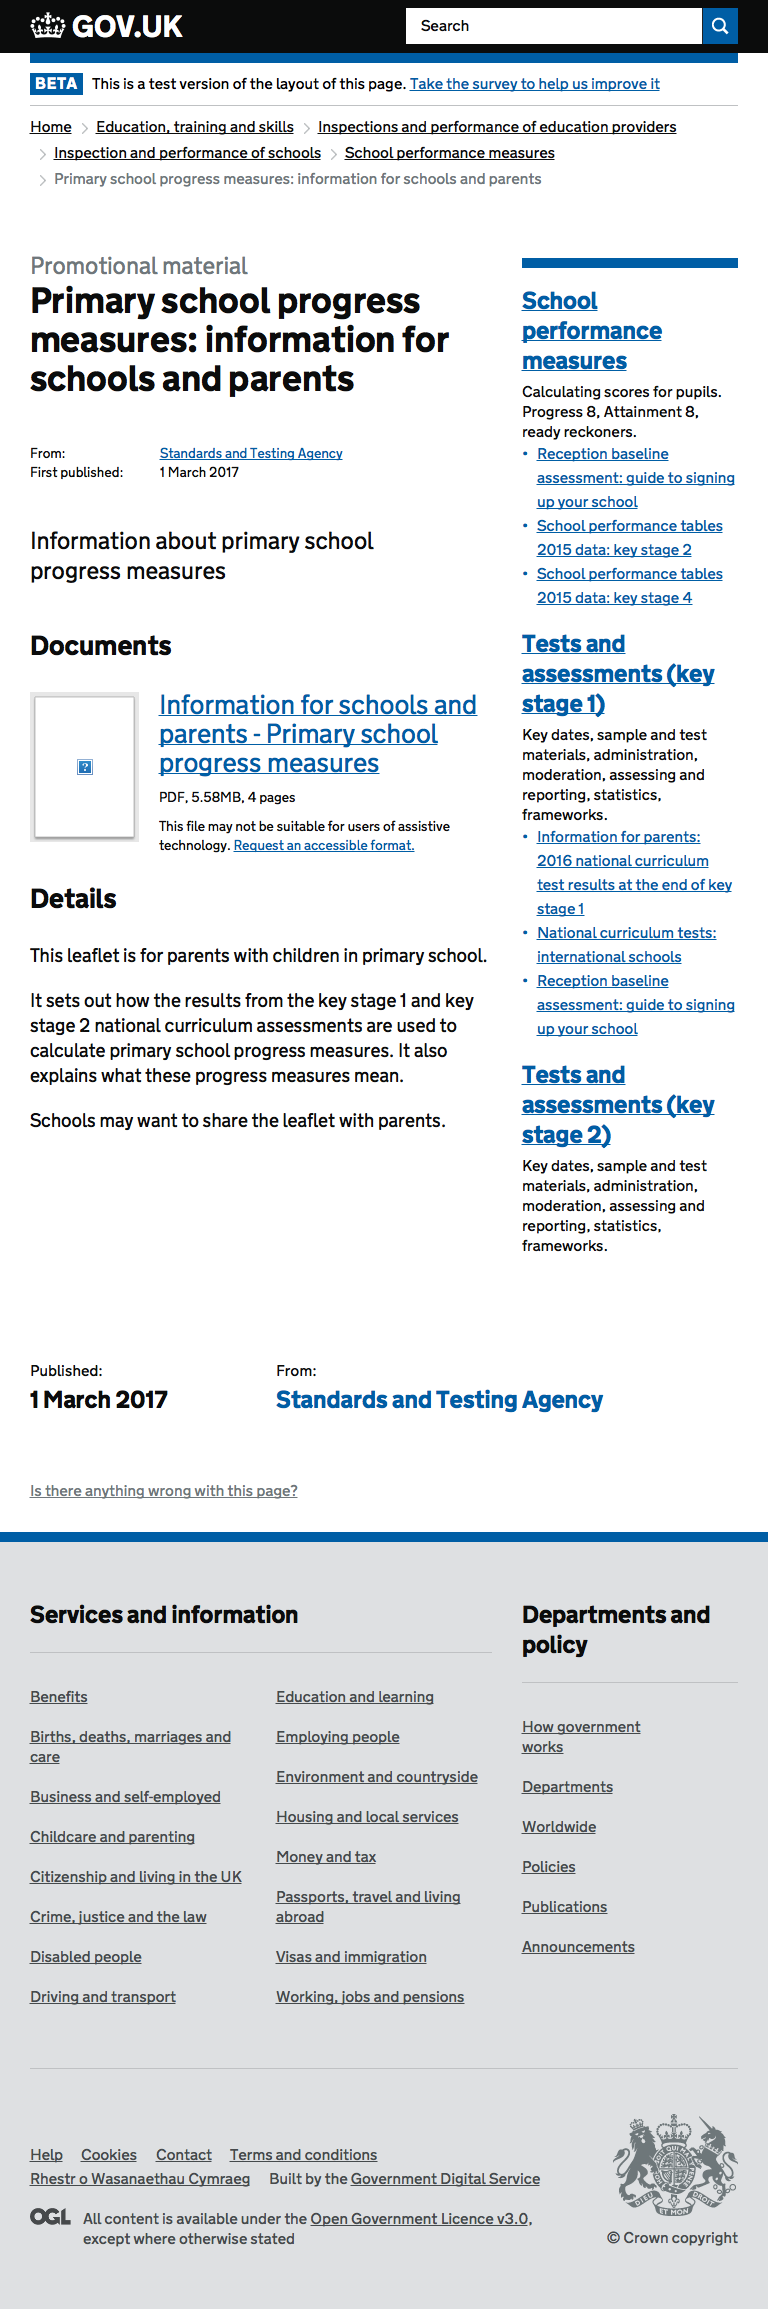 GOV.UK
Search
BETA This is a test version of the layout of this page. Take the survey to help us improve it
Home Education, training and skills Inspections and performance of education providers
Inspection and performance of schools School performance measures
Primary school progress measures: information for schools and parents
Promotional material
Primary school progress
measures: information for
schools and parents
From: Standards and Testing Agency
First published: 1 March 2017
Information about primary school
progress measures
Documents
Information for schools and
parents - Primary school
progress measures
PDF, 5.58MB, 4 pages
This file may not be suitable for users of assistive
technology. Request an accessible format.
Details
This leaflet is for parents with children in primary school.
It sets out how the results from the key stage 1 and key
stage 2 national curriculum assessments are used to
calculate primary school progress measures. It also
explains what these progress measures mean.
Schools may want to share the leaflet with parents.
School
performance
measures
Calculating scores for pupils.
Progress 8, Attainment 8,
ready reckoners.
• Reception baseline
assessment: guide to signing
up your school
• School performance tables
2015 data: key stage 2
• School performance tables
2015 data: key stage 4
Tests and
assessments (key
stage 1)
Key dates, sample and test
materials, administration,
moderation, assessing and
reporting, statistics,
frameworks.
• Information for parents:
2016 national curriculum
test results at the end of key
stage 1
• National curriculum tests:
international schools
• Reception baseline
assessment: guide to signing
up your school
Tests and
assessments (key
stage 2)
Key dates, sample and test
materials, administration,
moderation, assessing and
reporting, statistics,
frameworks.
Published:
1 March 2017
From:
Standards and Testing Agency
Is there anything wrong with this page?
Services and information
Benefits
Births, deaths, marriages and
care
Business and self-employed
Childcare and parenting
Citizenship and living in the UK
Crime, justice and the law
Disabled people
Driving and transport
Education and learning
Employing people
Environment and countryside
Housing and local services
Money and tax
Passports, travel and living
abroad
Visas and immigration
Working, jobs and pensions
Departments and
policy
How government
works
Departments
Worldwide
Policies
Publications
Announcements
Help Cookies Contact Terms and conditions
Rhestr o Wasanaethau Cymraeg Built by the Government Digital Service
OGL All content is available under the Open Government Licence v3.0,
except where otherwise stated
DIEU ET MON DROIT
© Crown copyright